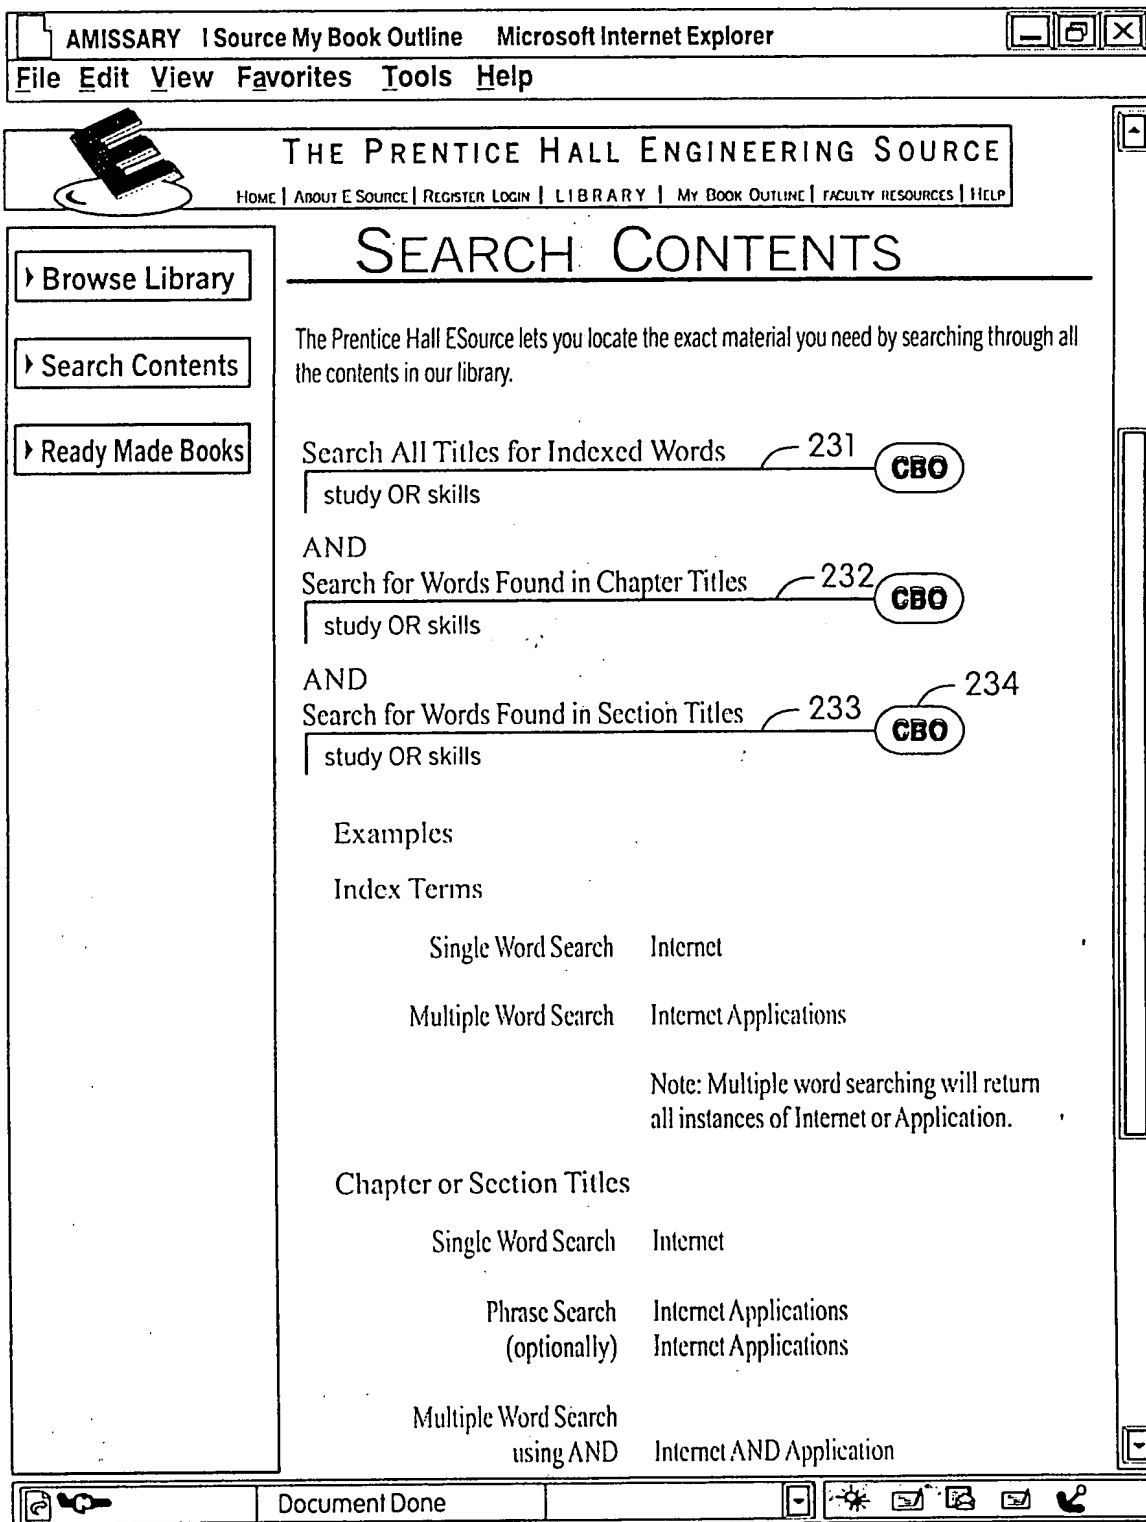 AMISSARY I Source My Book Outline Microsoft Internet Explorer
File Edit View Favorites Tools Help
E
THE PRENTICE HALL ENGINEERING SOURCE
HOME | ABOUT E SOURCE | REGISTER LOGIN | LIBRARY | MY BOOK OUTLINE | FACULTY RESOURCES | HELP
SEARCH CONTENTS
Browse Library
Search Contents
Ready Made Books
The Prentice Hall ESource lets you locate the exact material you need by searching through all
the contents in our library.
Search All Titles for Indexed Words 231 CBO
study OR skills
AND
Search for Words Found in Chapter Titles 232 CBO
study OR skills
AND
234
Search for Words Found in Section Titles 233 CBO
study OR skills
Examples
Index Terms
Single Word Search Internet
Multiple Word Search Internet Applications
Note: Multiple word searching will return
all instances of Internet or Application.
Chapter or Section Titles
Single Word Search Internet
Phrase Search Internet Applications
(optionally) Internet Applications
Multiple Word Search
using AND Internet AND Application
Document Done